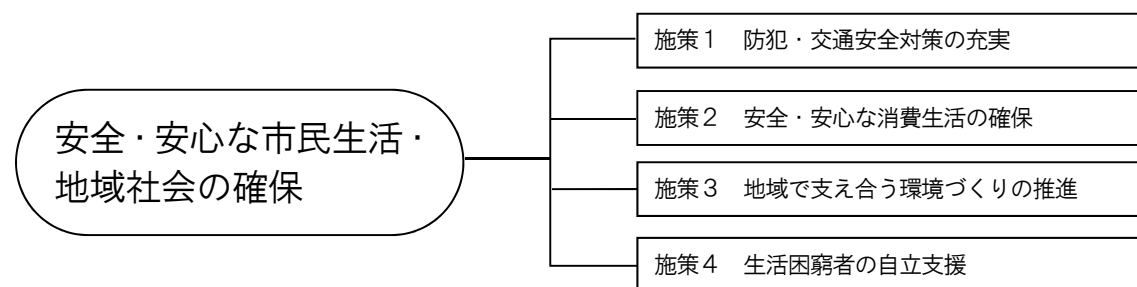 安全・安心な市民生活・
地域社会の確保
施策１　防犯・交通安全対策の充実
施策２　安全・安心な消費生活の確保
施策３　地域で支え合う環境づくりの推進
施策４　生活困窮者の自立支援